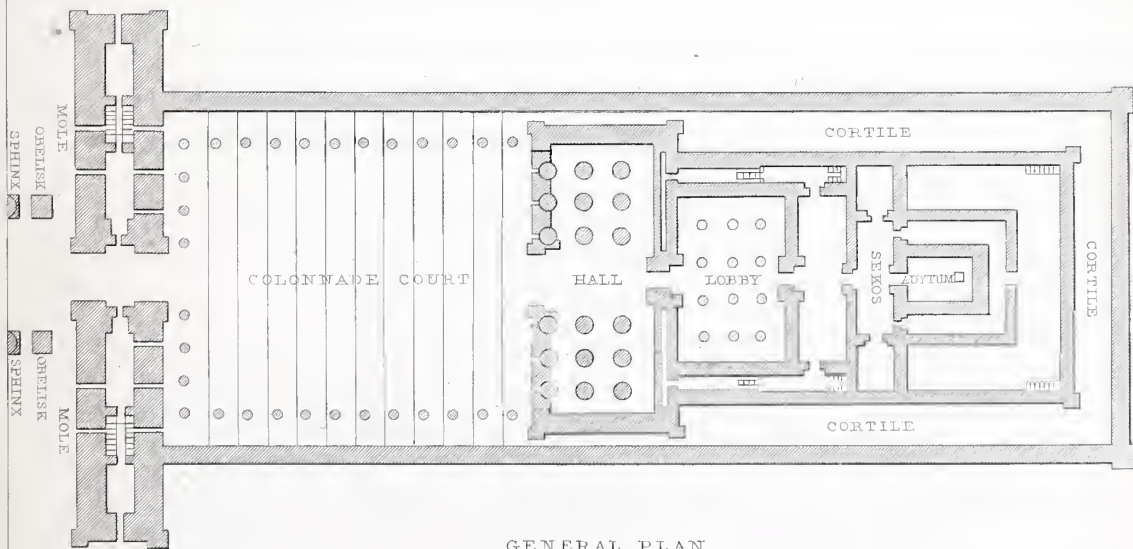 MOLE
OBELISK
SPHINX
COLONNADE COURT
HALL
LOBBY
SEKOS
ADYTUM
CORTILE
CORTILE
CORTILE
OBELISK
SPHINX
MOLE
GENERAL PLAN